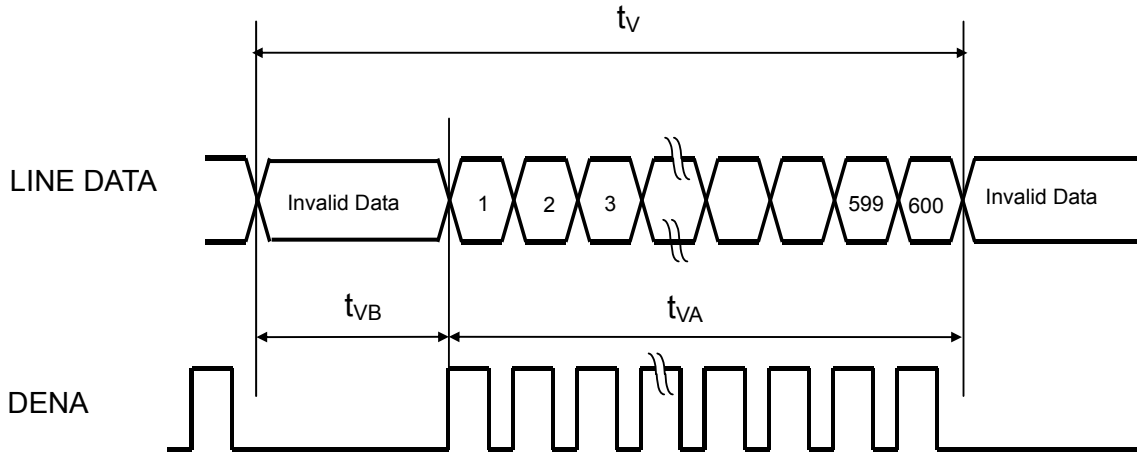 tV
LINE DATA
Invalid Data
1
2
3
599
600
Invalid Data
tVB
tVA
DENA